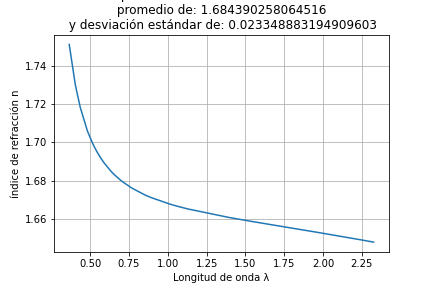 promedio de: 1.684390258064516
y desviación estándar de: 0.023348883194909603
1.74
1.72
1.70
1.68
1.66
índice de refracción n
0.50 0.75 1.00 1.25 1.50 1.75 2.00 2.25
Longitud de onda λ